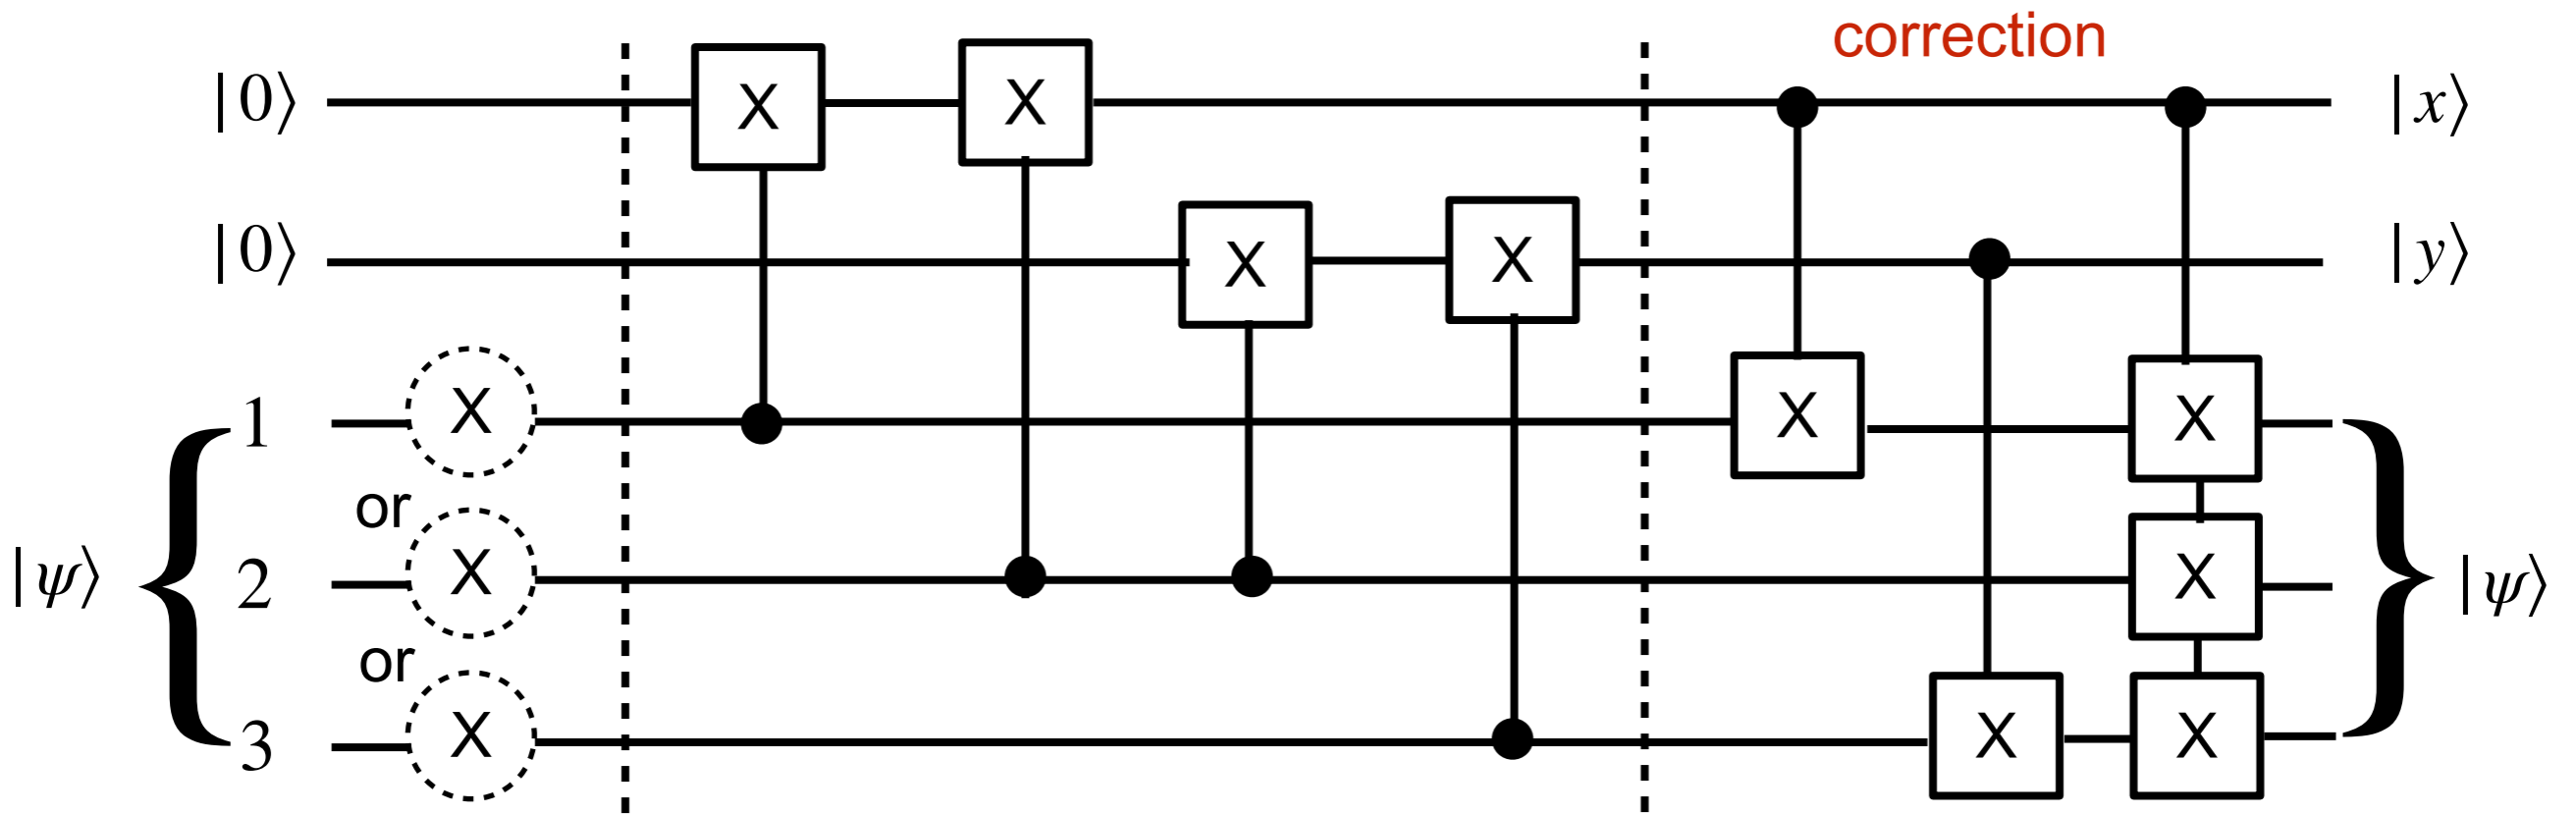 correction
|0⟩ X X |x⟩
|0⟩ X X |y⟩
1 X X X
or
|ψ⟩ 2 X X |ψ⟩
or
3 X X X